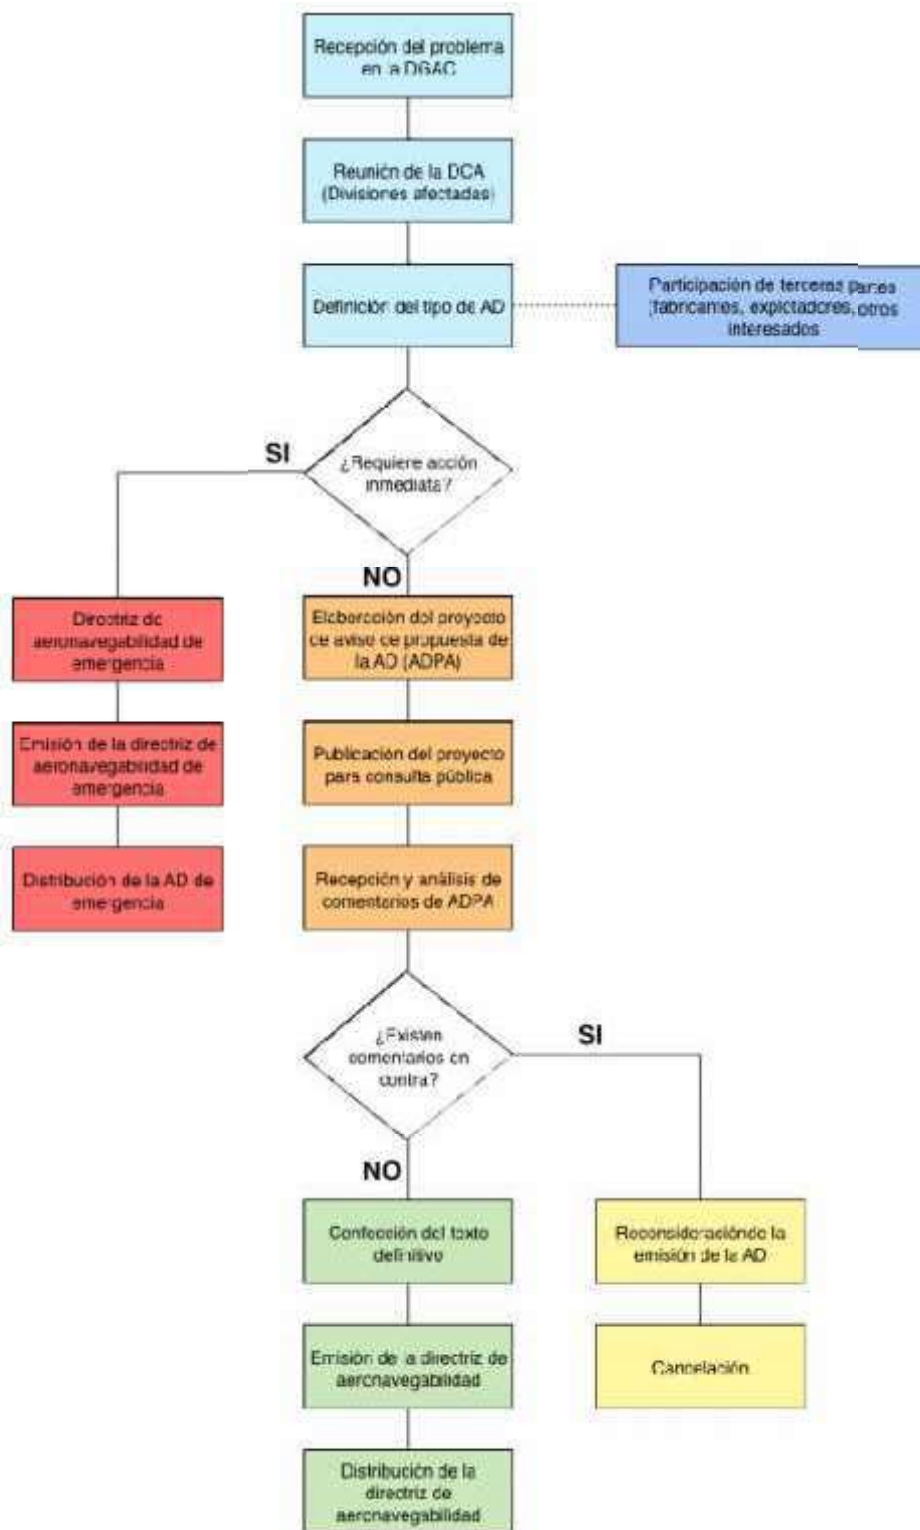 Recepción del problema
en la DGAC
Reunión de la DCA
(Divisiones afectadas)
Definición del tipo de AD
Participación de terceras partes
(fabricantes, explotadores, otros
interesados
¿Requiere acción
inmediata?
SI
NO
Directriz de
aeronavegabilidad de
emergencia
Emisión de la directriz de
aeronavegabilidad de
emergencia
Distribución de la AD de
emergencia
Elaboración del proyecto
de aviso de propuesta de
la AD (ADPA)
Publicación del proyecto
para consulta pública
Recepción y análisis de
comentarios de ADPA
¿Existen
comentarios en
contra?
SI
NO
Confección del texto
definitivo
Emisión de la directriz de
aeronavegabilidad
Distribución de la
directriz de
aeronavegabilidad
Reconsideraciónde la
emisión de la AD
Cancelación